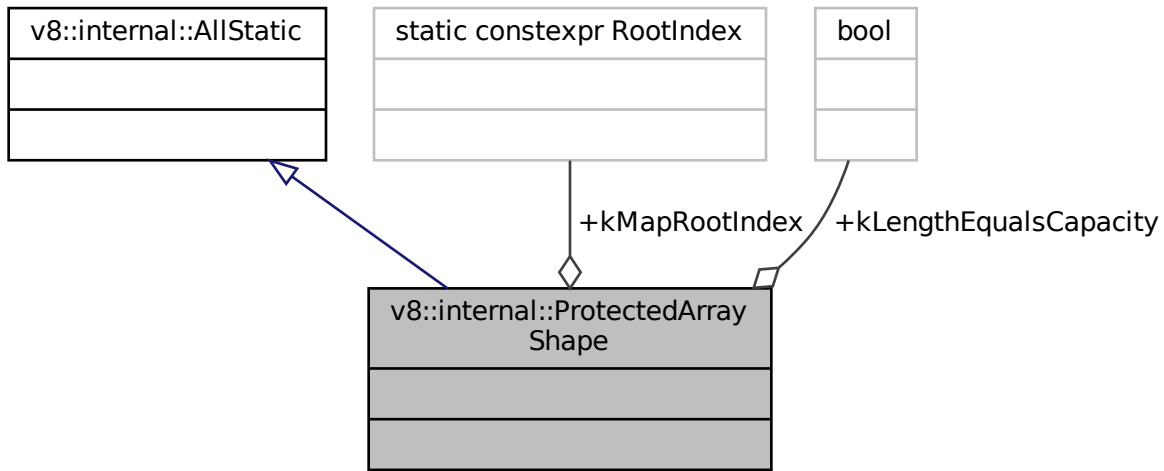 v8::internal::AllStatic
static constexpr RootIndex
bool
+kMapRootIndex
+kLengthEqualsCapacity
v8::internal::ProtectedArray
Shape